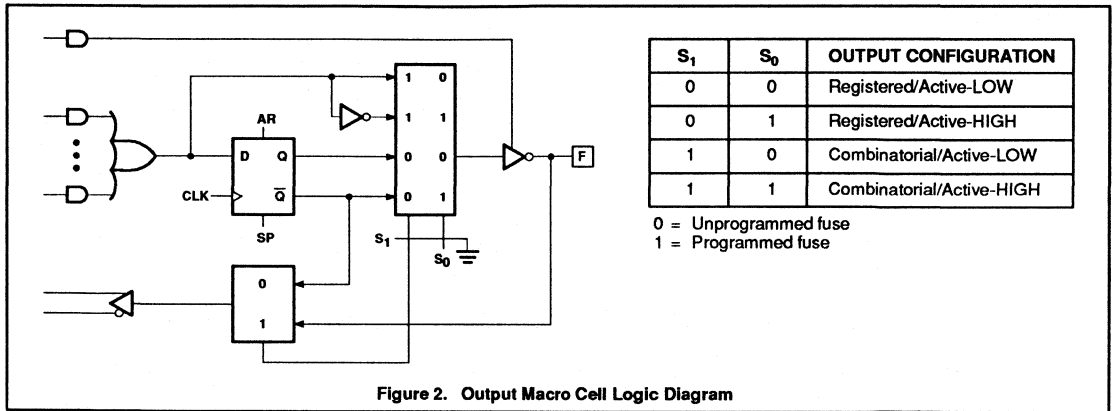 AR
D Q
CLK
Q
SP
1 0
1 1
0 0
0 1
F
S1
S0
0
1
S1 S0 OUTPUT CONFIGURATION
0 0 Registered/Active-LOW
0 1 Registered/Active-HIGH
1 0 Combinatorial/Active-LOW
1 1 Combinatorial/Active-HIGH
0 = Unprogrammed fuse
1 = Programmed fuse
Figure 2. Output Macro Cell Logic Diagram